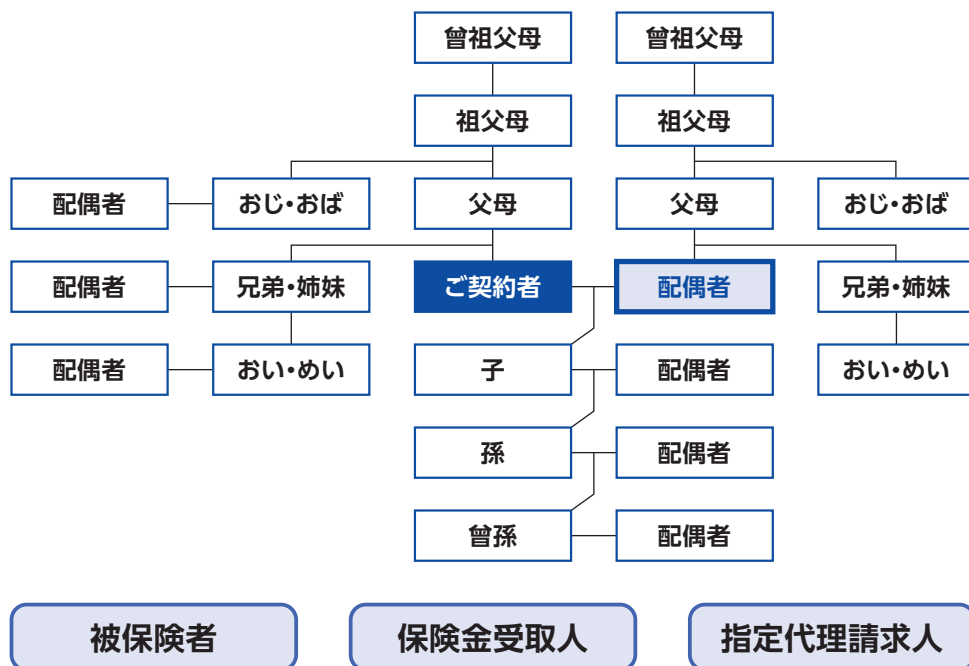 曾祖父母
曾祖父母
祖父母
祖父母
配偶者
おじ・おば
父母
父母
おじ・おば
配偶者
兄弟・姉妹
ご契約者
配偶者
兄弟・姉妹
配偶者
おい・めい
子
配偶者
おい・めい
孫
配偶者
曾孫
配偶者
被保険者
保険金受取人
指定代理請求人